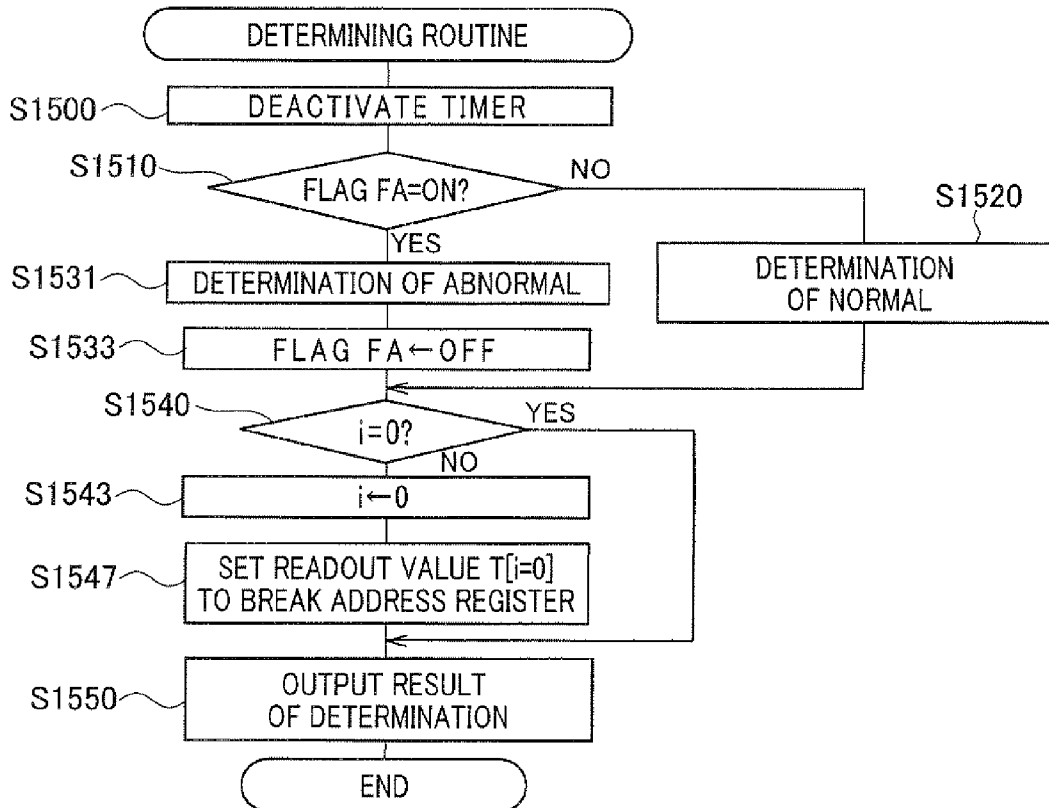 DETERMINING ROUTINE
S1500
DEACTIVATE TIMER
S1510
FLAG FA=ON?
NO
YES
S1520
DETERMINATION
OF NORMAL
S1531
DETERMINATION OF ABNORMAL
S1533
FLAG FA←OFF
S1540
i=0?
YES
NO
S1543
i←0
S1547
SET READOUT VALUE T[i=0]
TO BREAK ADDRESS REGISTER
S1550
OUTPUT RESULT
OF DETERMINATION
END